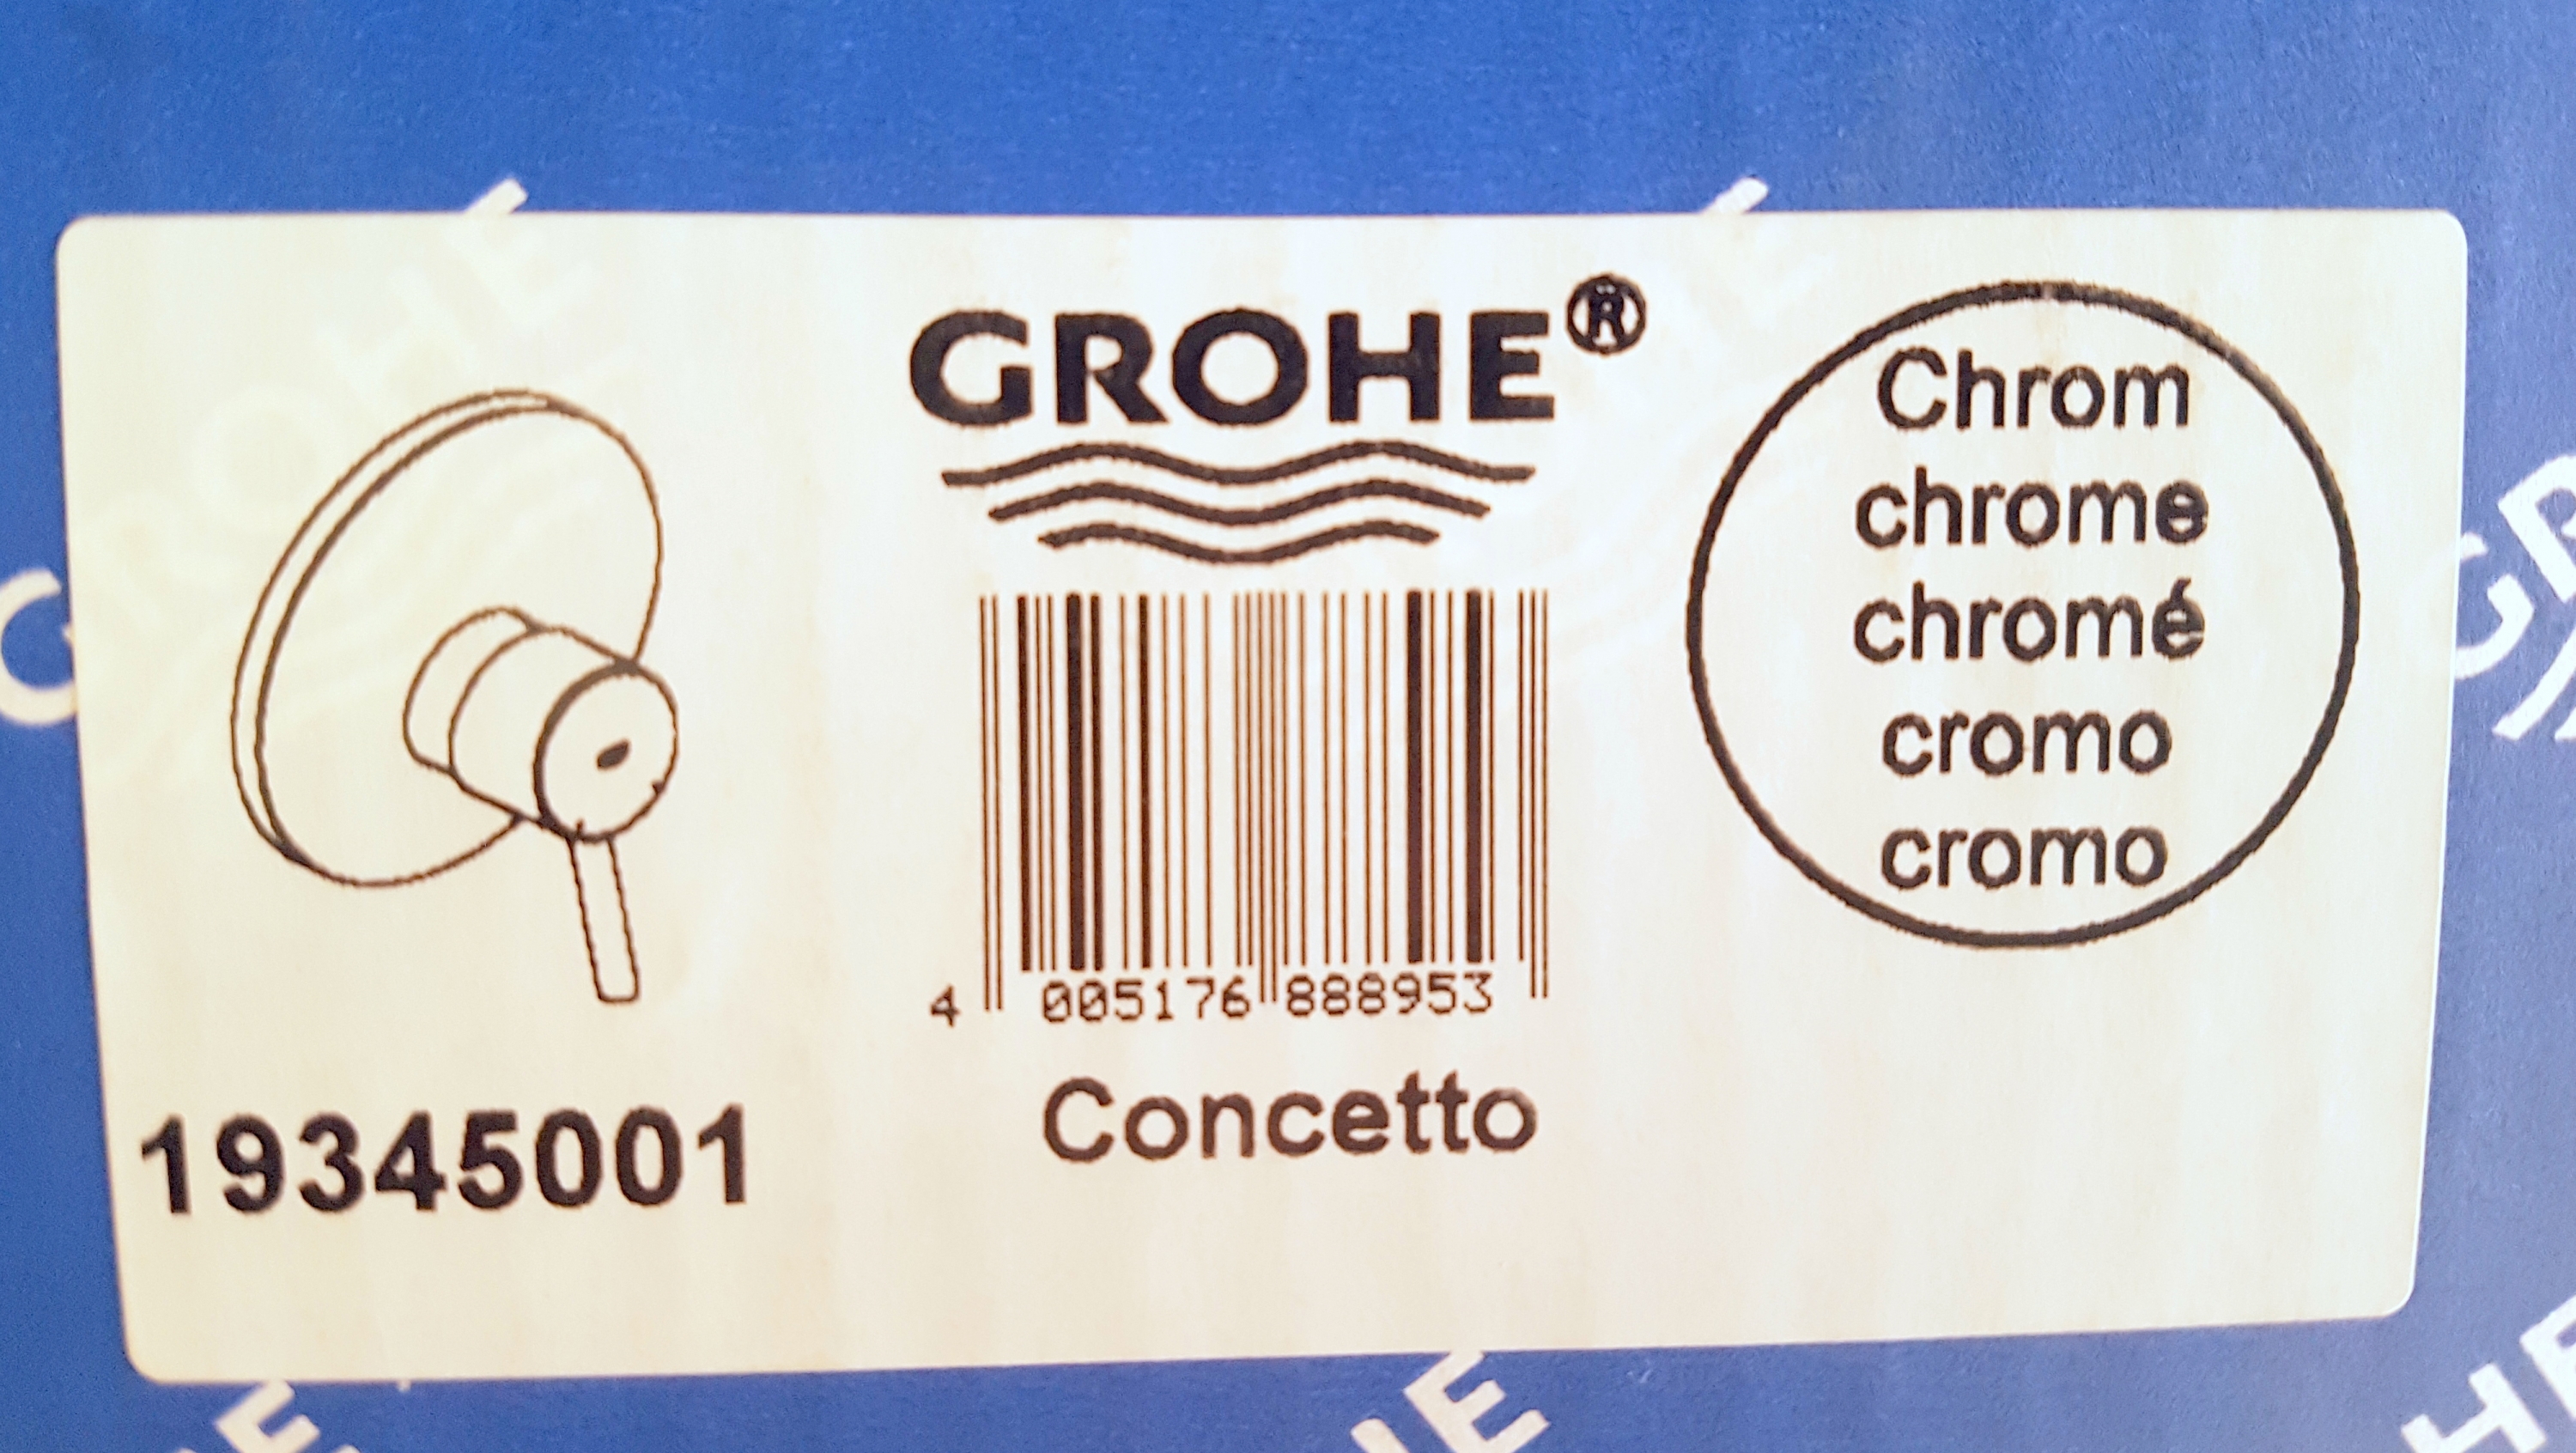 GROHE®
Chrom
chrome
chromé
cromo
cromo
4 005176 888953
Concetto
19345001